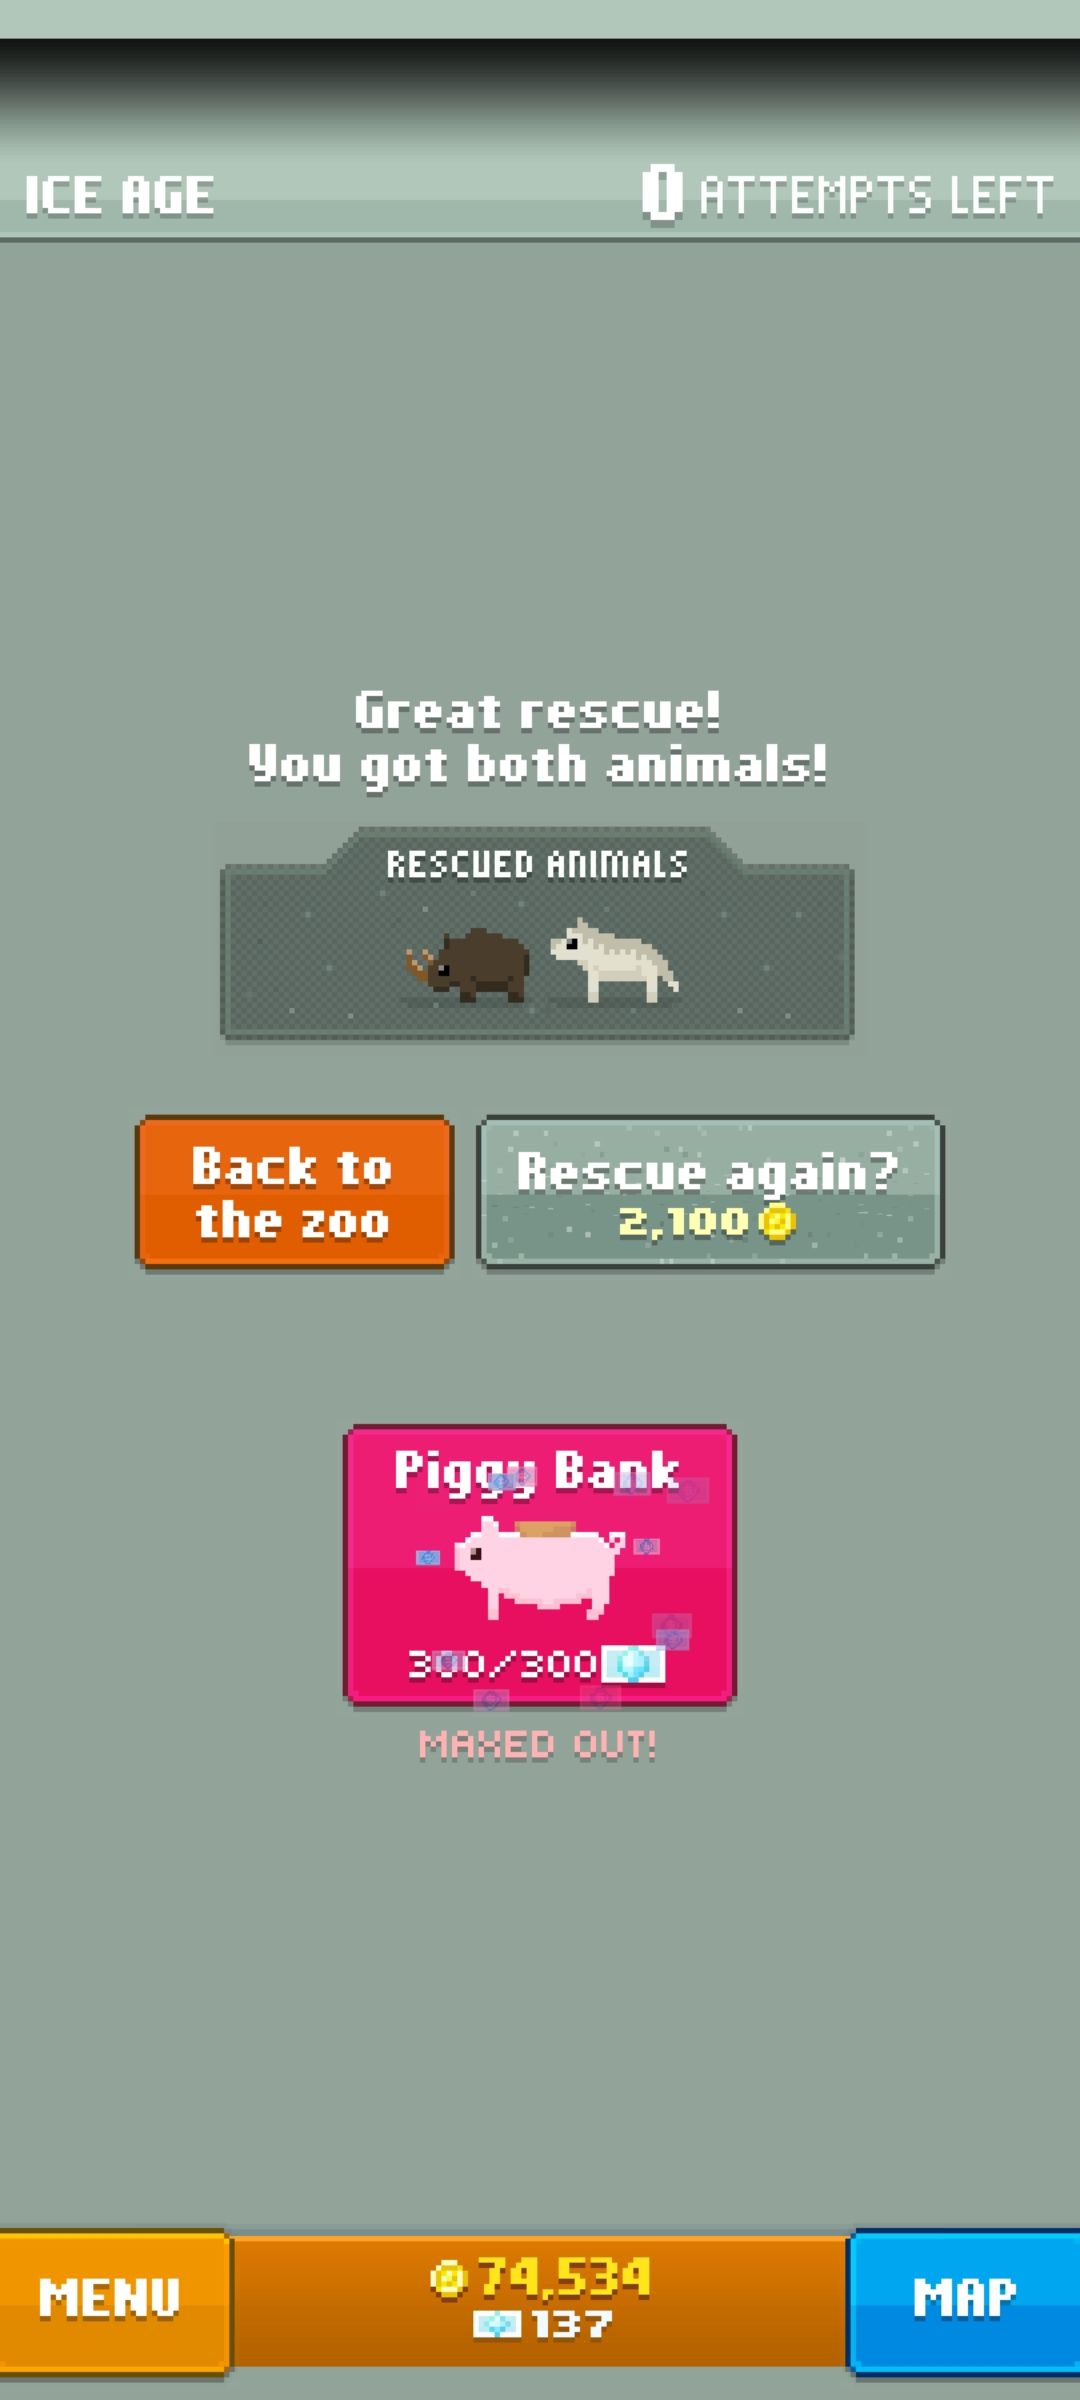 ICE AGE
0 ATTEMPTS LEFT
Great rescue!
You got both animals!
RESCUED ANIMALS
Back to
the zoo
Rescue again?
2,100
Piggy Bank
300/300
MAXED OUT!
MENU
74,534
137
MAP